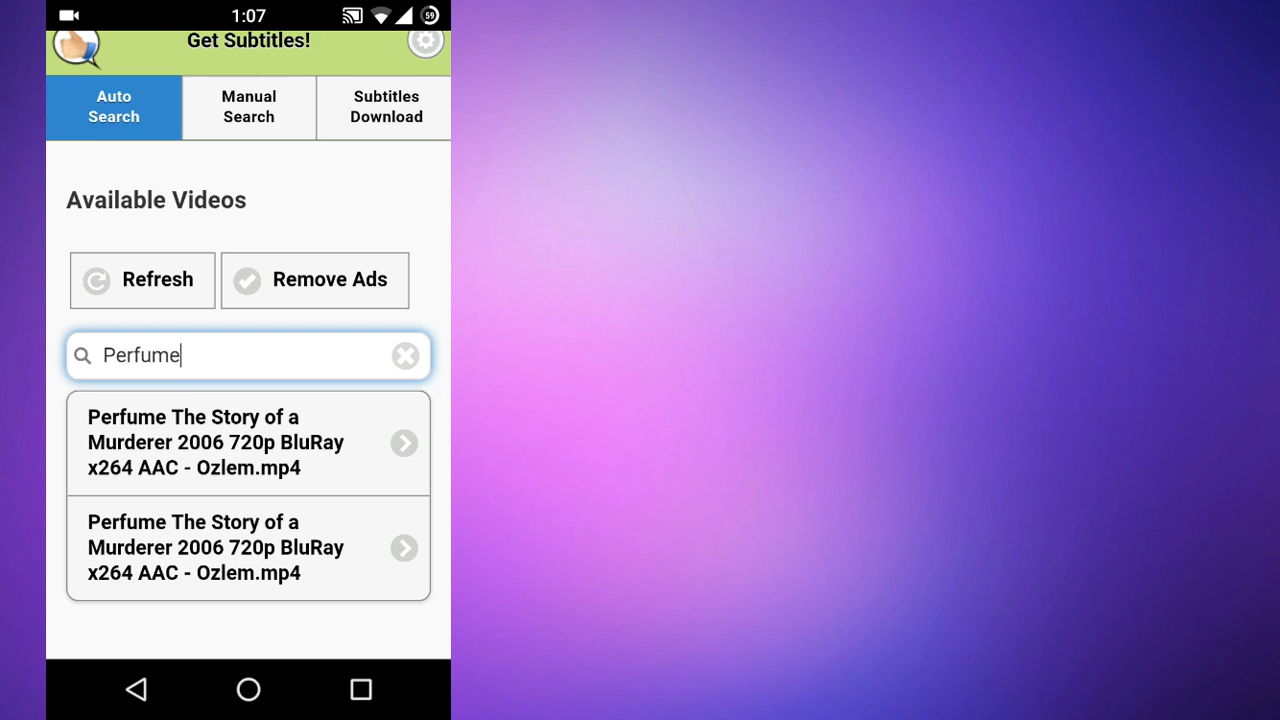 1:07
59
Get Subtitles!
Auto
Search
Manual
Search
Subtitles
Download
Available Videos
Refresh
Remove Ads
Perfume
Perfume The Story of a
Murderer 2006 720p BluRay
x264 AAC - Ozlem.mp4
Perfume The Story of a
Murderer 2006 720p BluRay
x264 AAC - Ozlem.mp4